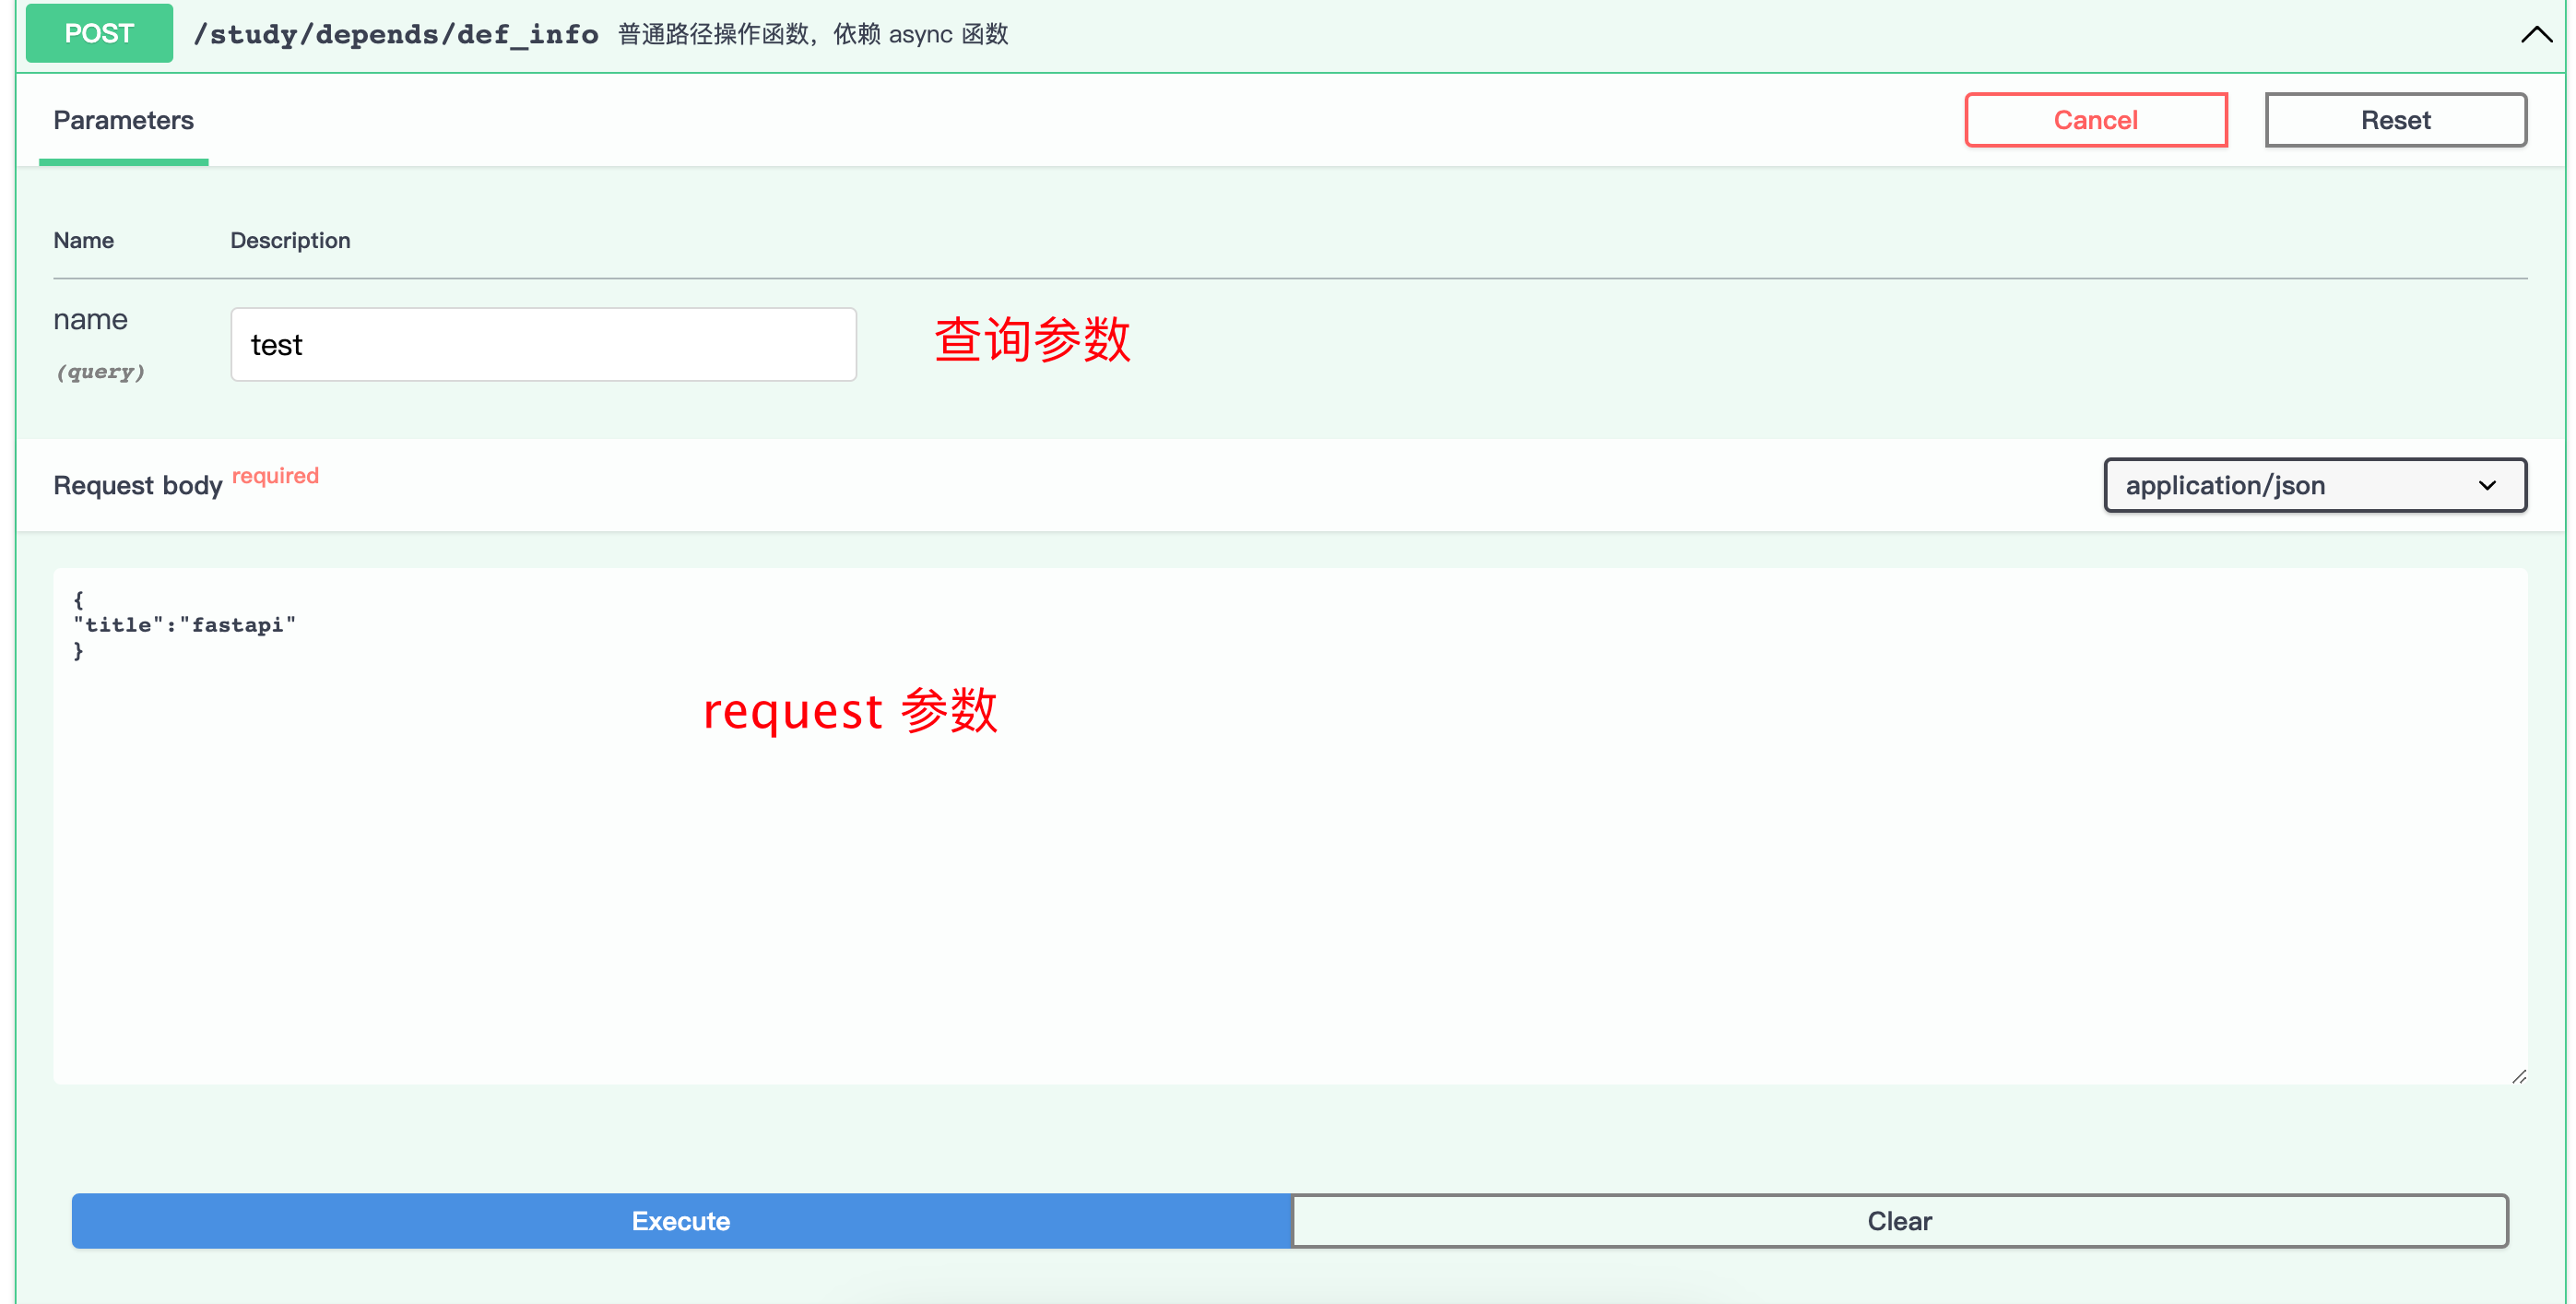 POST /study/depends/def_info 普通路径操作函数，依赖 async 函数
Parameters
Cancel
Reset
Name Description
name
(query)
test
查询参数
Request body required
application/json
{
"title":"fastapi"
}
request 参数
Execute
Clear